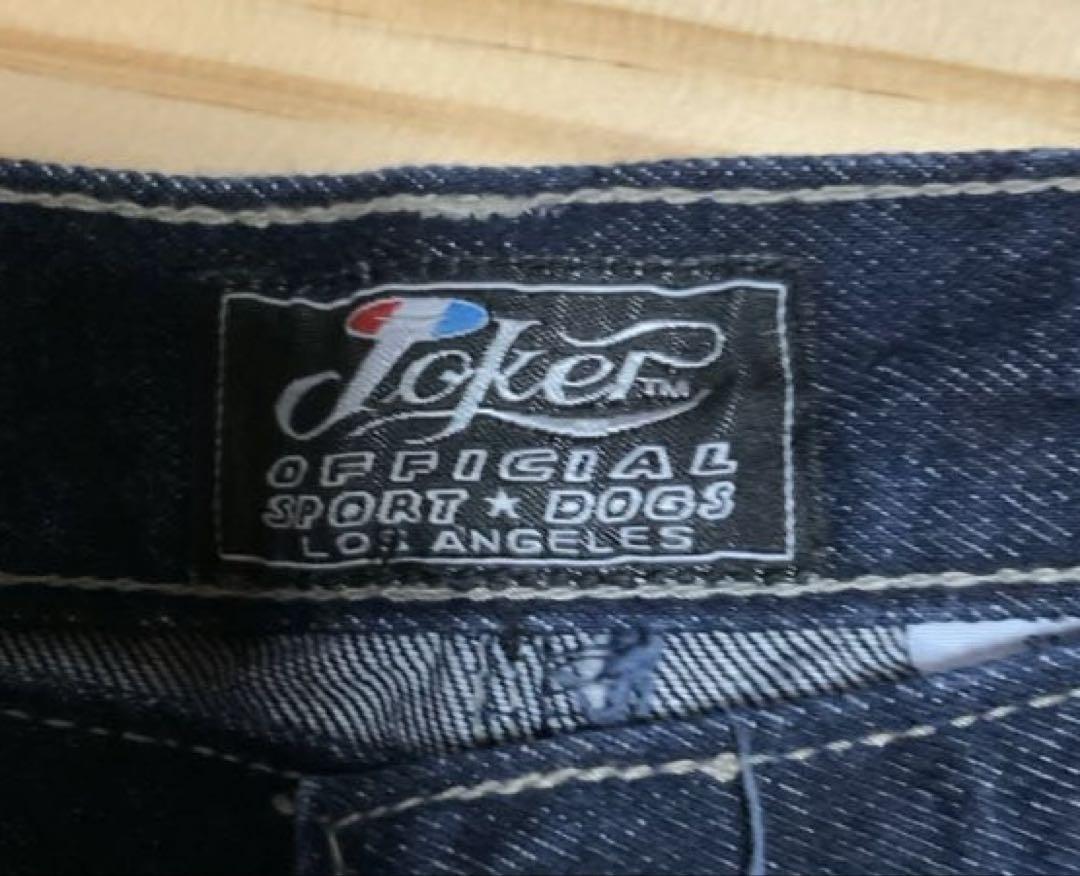 Joker™
OFFICIAL
SPORT ★ DOGS
LOS ANGELES